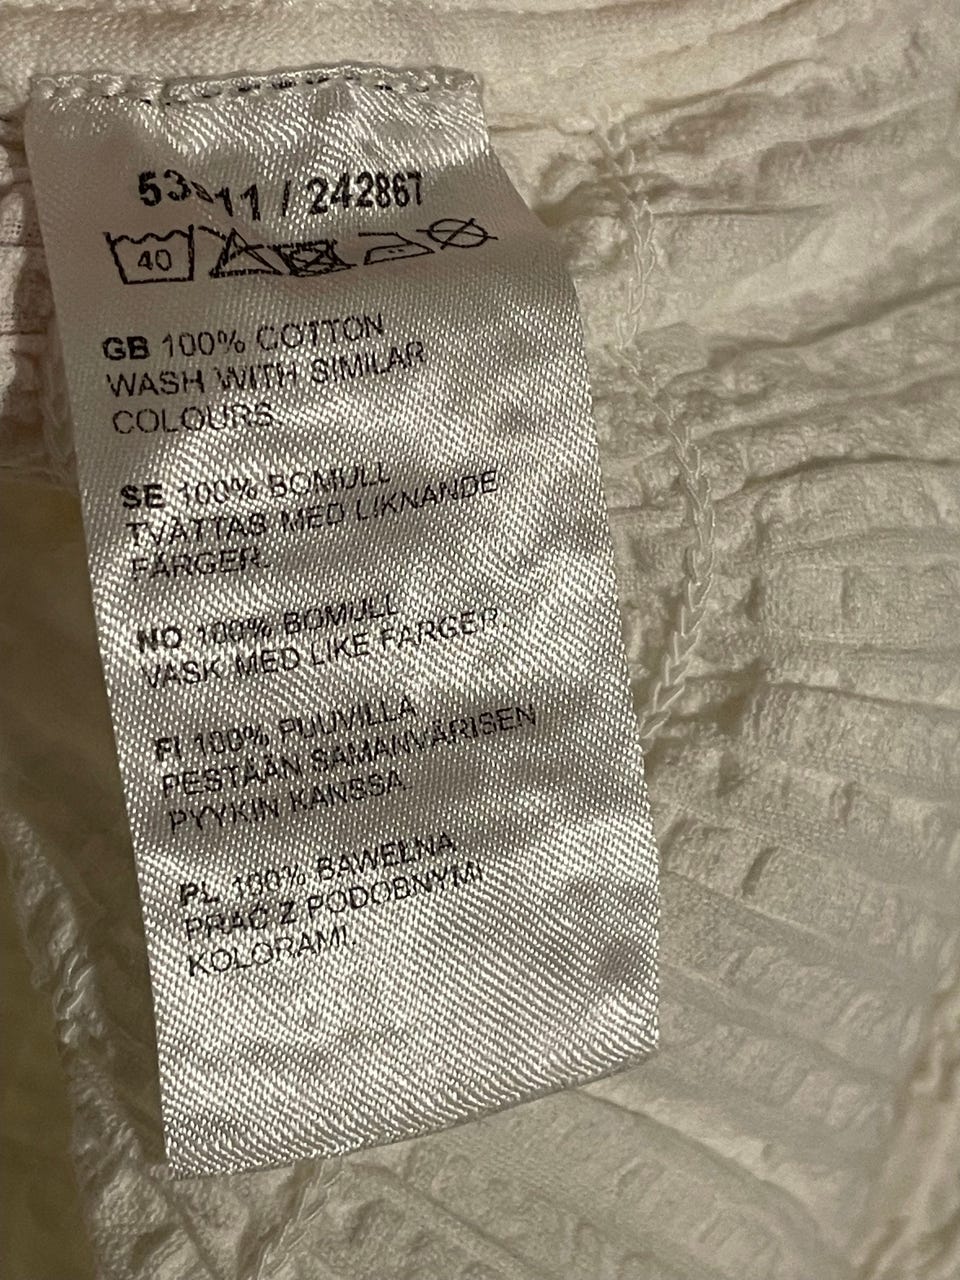 / 242867
40
GB 100% COTTON
WASH WITH SIMILAR
COLOURS.
SE 100% BOMULL
TVÄTTAS MED LIKNANDE
FÄRGER.
NO 100% BOMULL
VASK MED LIKE FARGER.
FI 100% PUUVILLA
PESTÄÄN SAMANVÄRISEN
PYYKIN KANSSA.
PL 100% BAWEŁNA
PRAĆ Z PODOBNYMI
KOLORAMI.